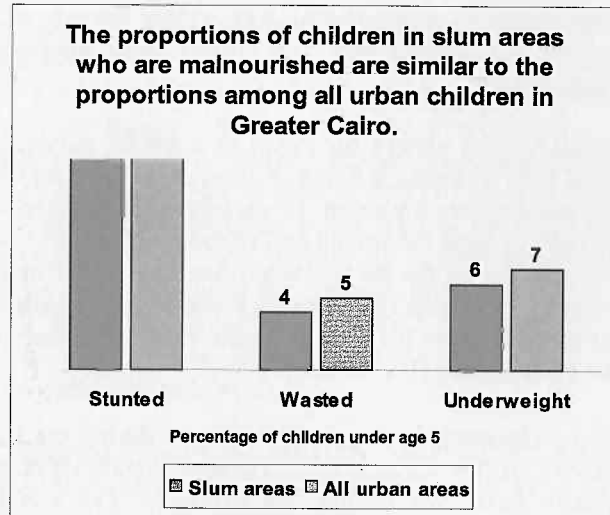 The proportions of children in slum areas
who are malnourished are similar to the
proportions among all urban children in
Greater Cairo.
4 5 6 7
Stunted Wasted Underweight
Percentage of children under age 5
Slum areas All urban areas